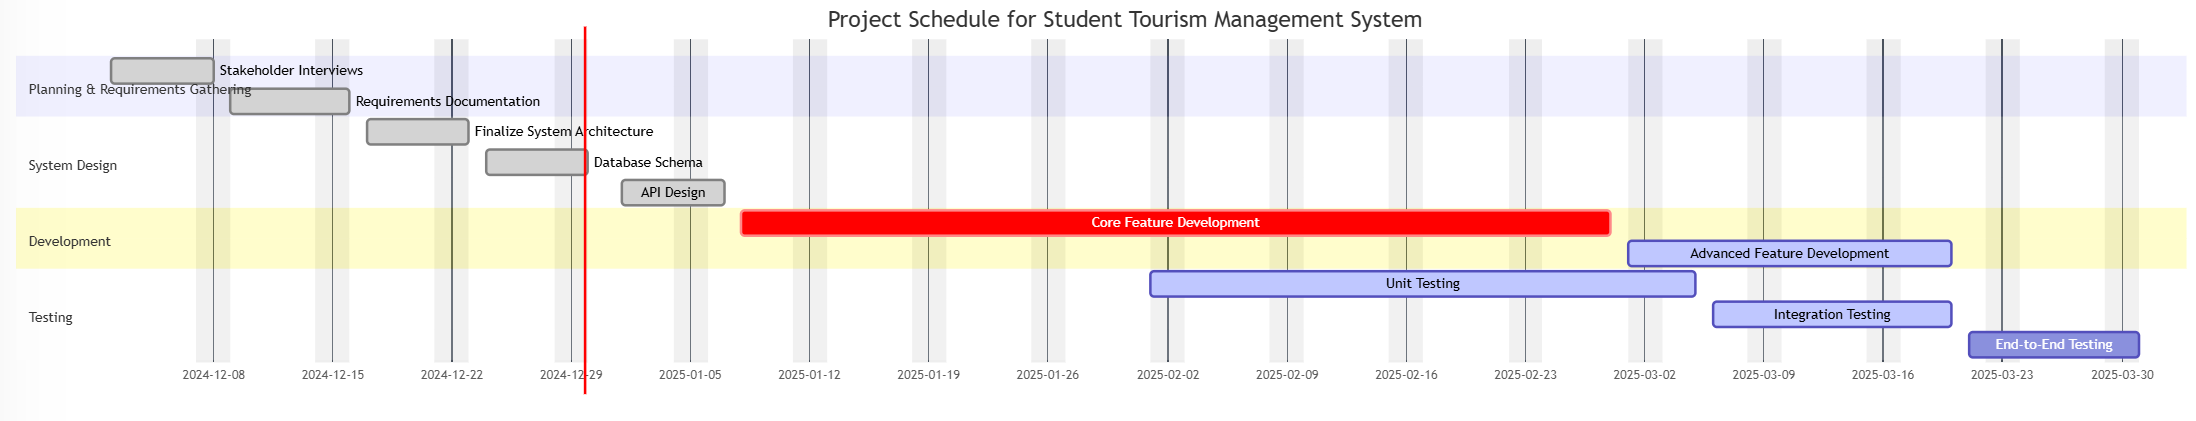 Project Schedule for Student Tourism Management System
Stakeholder Interviews
Planning & Requirements Gathering
Requirements Documentation
Finalize System Architecture
System Design
Database Schema
API Design
Core Feature Development
Development
Advanced Feature Development
Unit Testing
Testing
Integration Testing
End-to-End Testing
2024-12-08 2024-12-15 2024-12-22 2024-12-29 2025-01-05 2025-01-12 2025-01-19 2025-01-26 2025-02-02 2025-02-09 2025-02-16 2025-02-23 2025-03-02 2025-03-09 2025-03-16 2025-03-23 2025-03-30